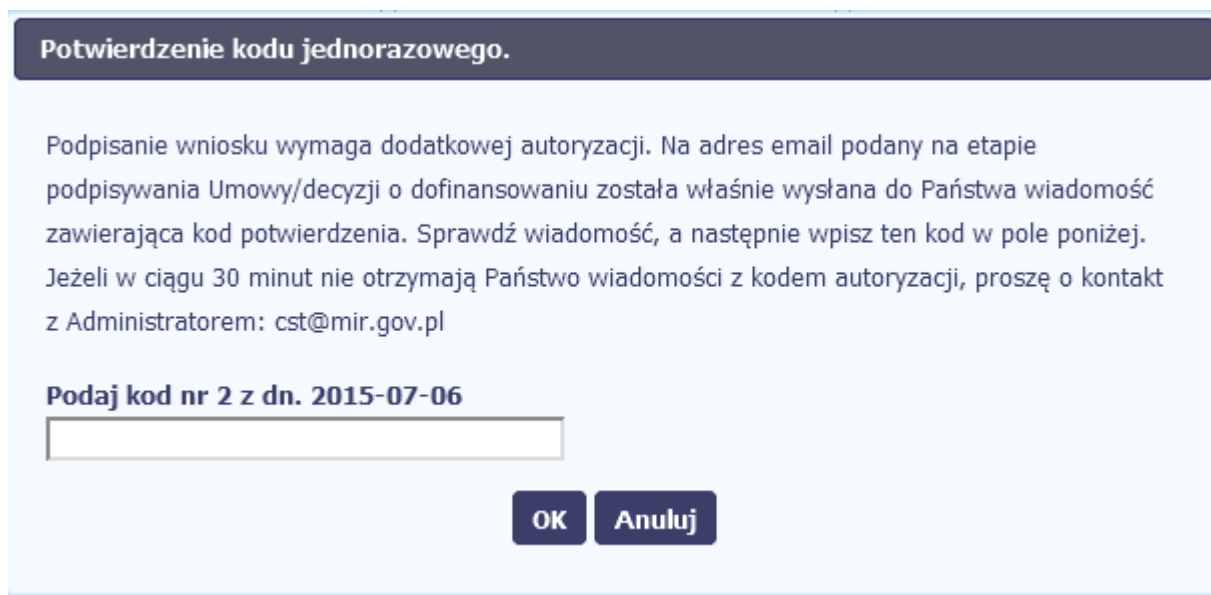 Potwierdzenie kodu jednorazowego.
Podpisanie wniosku wymaga dodatkowej autoryzacji. Na adres email podany na etapie
podpisywania Umowy/decyzji o dofinansowaniu została właśnie wysłana do Państwa wiadomość
zawierająca kod potwierdzenia. Sprawdź wiadomość, a następnie wpisz ten kod w pole poniżej.
Jeżeli w ciągu 30 minut nie otrzymają Państwo wiadomości z kodem autoryzacji, proszę o kontakt
z Administratorem: cst@mir.gov.pl
Podaj kod nr 2 z dn. 2015-07-06
OK Anuluj